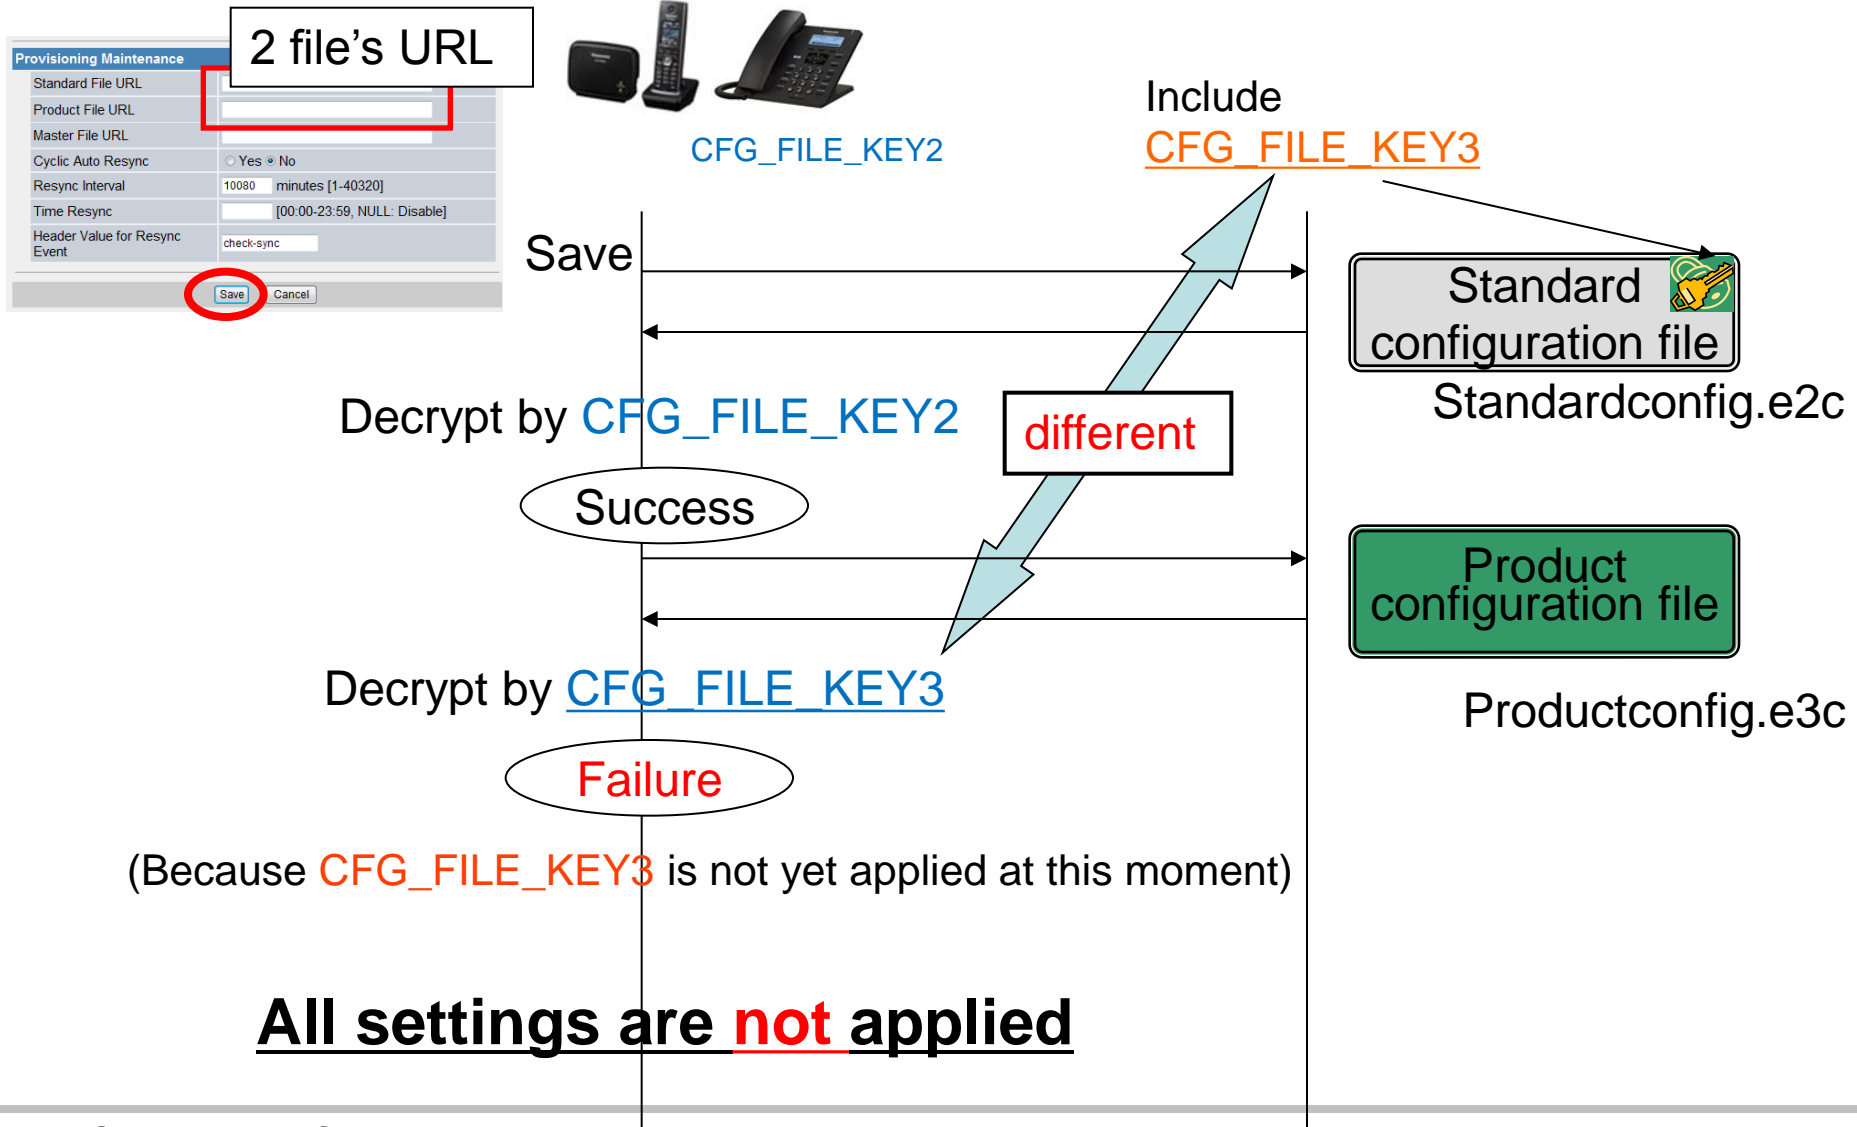 2 file's URL
Provisioning Maintenance
Standard File URL
Product File URL
Master File URL
Cyclic Auto Resync Yes No
Resync Interval 10080 minutes [1-40320]
Time Resync [00:00-23:59, NULL: Disable]
Header Value for Resync
Event check-sync
Save Cancel
CFG_FILE_KEY2
Include
CFG_FILE_KEY3
Save
Standard
configuration file
Standardconfig.e2c
Decrypt by CFG_FILE_KEY2
different
Success
Product
configuration file
Decrypt by CFG_FILE_KEY3
Productconfig.e3c
Failure
(Because CFG_FILE_KEY3 is not yet applied at this moment)
All settings are not applied